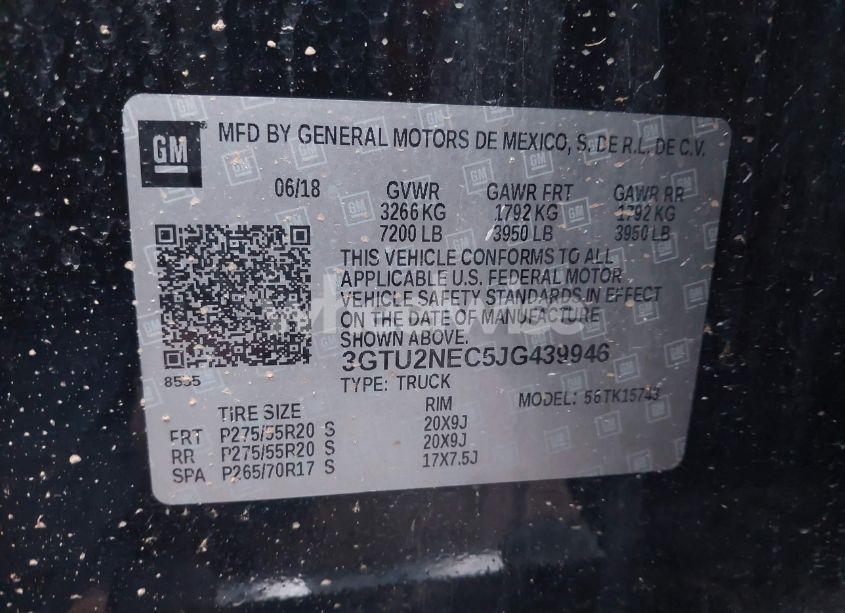 GM
MFD BY GENERAL MOTORS DE MEXICO, S. DE R.L. DE C.V.
06/18 GVWR GAWR FRT GAWR RR
3266 KG 1792 KG 1792 KG
7200 LB 3950 LB 3950 LB
THIS VEHICLE CONFORMS TO ALL
APPLICABLE U.S. FEDERAL MOTOR
VEHICLE SAFETY STANDARDS IN EFFECT
ON THE DATE OF MANUFACTURE
SHOWN ABOVE.
3GTU2NEC5JG439946
8535
TYPE: TRUCK MODEL: 56TK15743
TIRE SIZE RIM
FRT P275/55R20 S 20X9J
RR P275/55R20 S 20X9J
SPA P265/70R17 S 17X7.5J